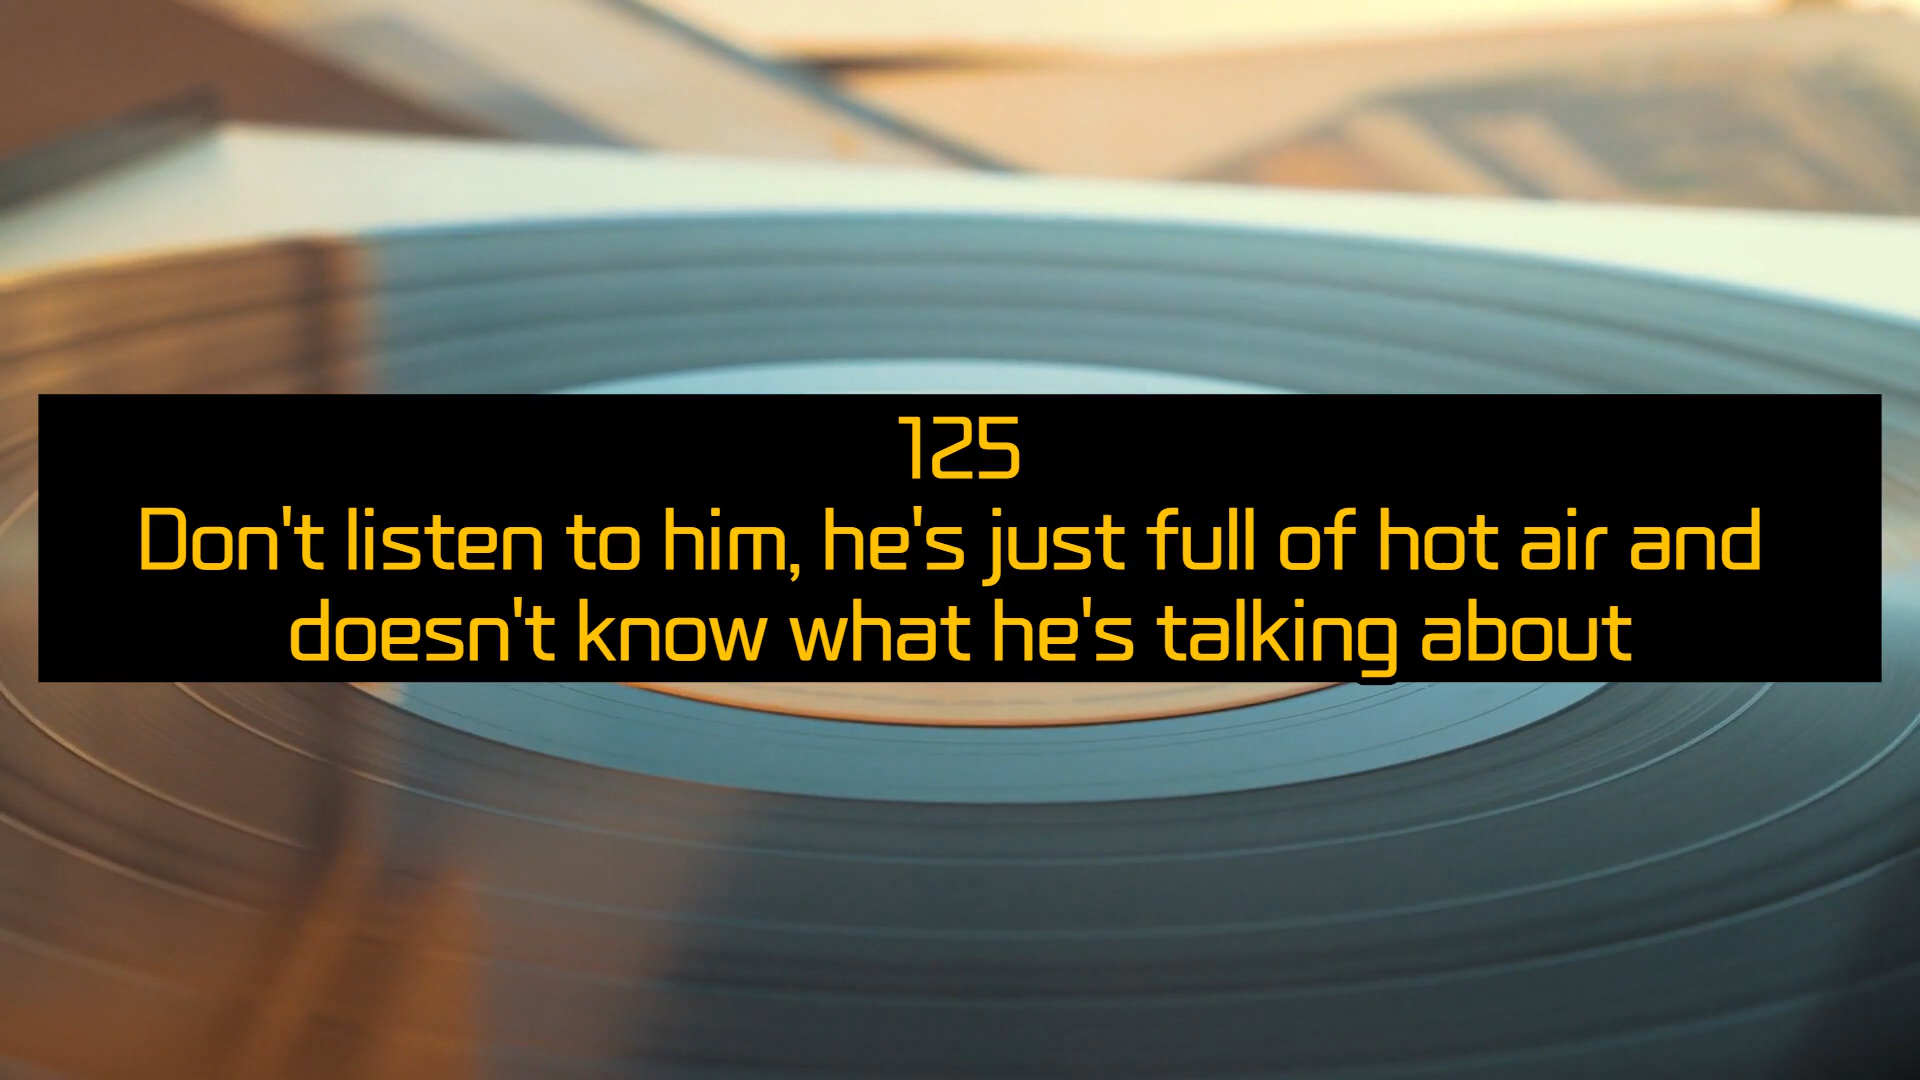 125
Don't listen to him, he's just full of hot air and
doesn't know what he's talking about